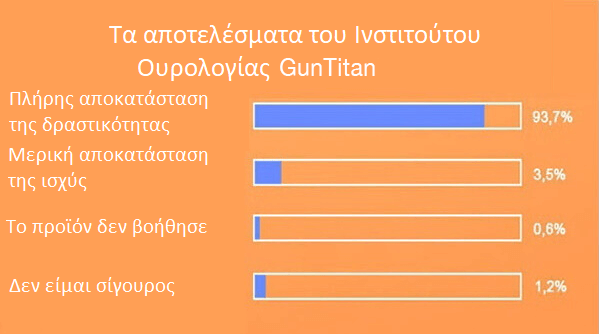 Τα αποτελέσματα του Ινστιτούτου
Ουρολογίας GunTitan
Πλήρης αποκατάσταση
της δραστικότητας
93,7%
Μερική αποκατάσταση
της ισχύς
3,5%
Το προϊόν δεν βοήθησε
0,6%
Δεν είμαι σίγουρος
1,2%